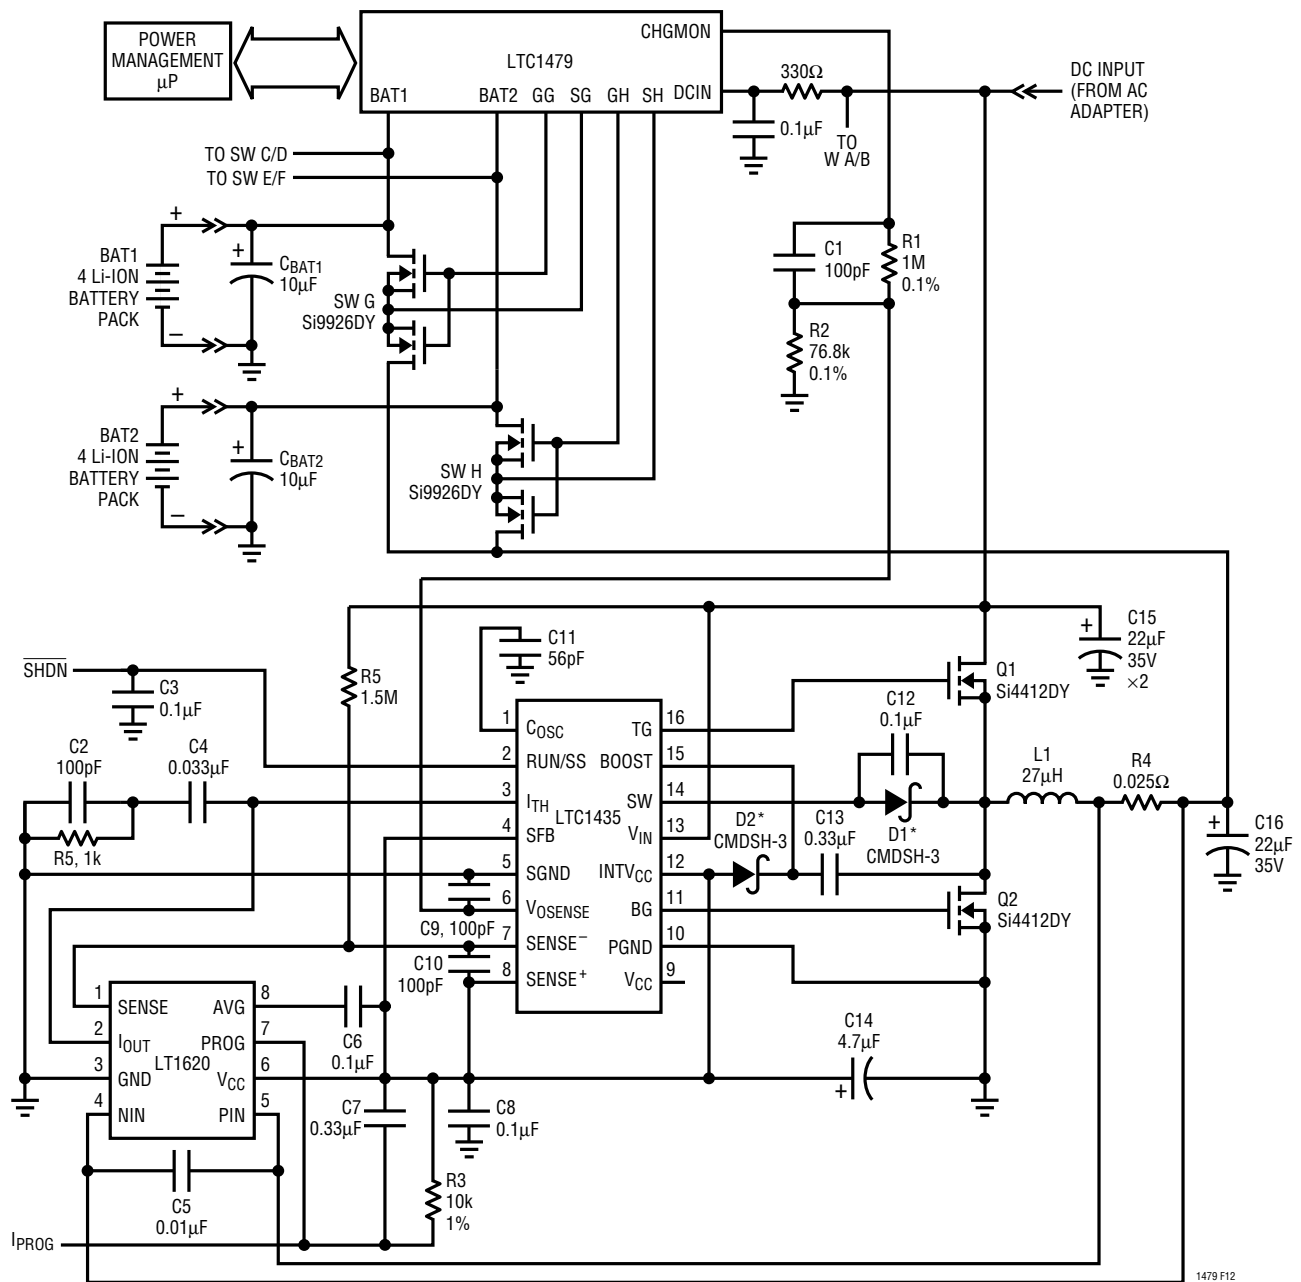 POWER
MANAGEMENT
µP
LTC1479
CHGMON
BAT1
BAT2
GG
SG
GH
SH
DCIN
330Ω
DC INPUT
(FROM AC
ADAPTER)
0.1µF
TO
W A/B
TO SW C/D
TO SW E/F
+
BAT1
4 Li-ION
BATTERY
PACK
–
+
CBAT1
10µF
SW G
Si9926DY
C1
100pF
R1
1M
0.1%
R2
76.8k
0.1%
+
BAT2
4 Li-ION
BATTERY
PACK
–
+
CBAT2
10µF
SW H
Si9926DY
SHDN
C3
0.1µF
R5
1.5M
C11
56pF
+
C15
22µF
35V
×2
Q1
Si4412DY
C2
100pF
C4
0.033µF
R5, 1k
1
COSC
2
RUN/SS
3
ITH
4
SFB
5
SGND
6
VOSENSE
7
SENSE–
8
SENSE+
LTC1435
TG
16
BOOST
15
SW
14
VIN
13
INTVCC
12
BG
11
PGND
10
VCC
9
C12
0.1µF
D1*
CMDSH-3
D2*
CMDSH-3
C13
0.33µF
L1
27µH
R4
0.025Ω
+
C16
22µF
35V
Q2
Si4412DY
C9, 100pF
C10
100pF
1
SENSE
2
IOUT
3
GND
4
NIN
LT1620
AVG
8
PROG
7
VCC
6
PIN
5
C6
0.1µF
C7
0.33µF
C8
0.1µF
C14
4.7µF
+
C5
0.01µF
R3
10k
1%
IPROG
1479 F12